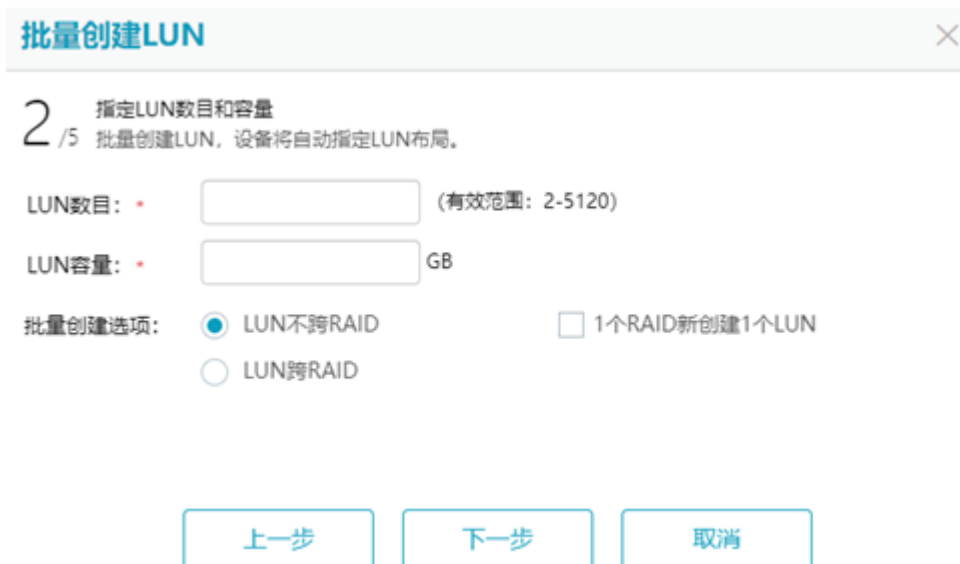 批量创建LUN
2/5 指定LUN数目和容量
批量创建LUN，设备将自动指定LUN布局。
LUN数目：* (有效范围：2-5120)
LUN容量：* GB
批量创建选项： LUN不跨RAID 1个RAID新创建1个LUN
LUN跨RAID
上一步 下一步 取消